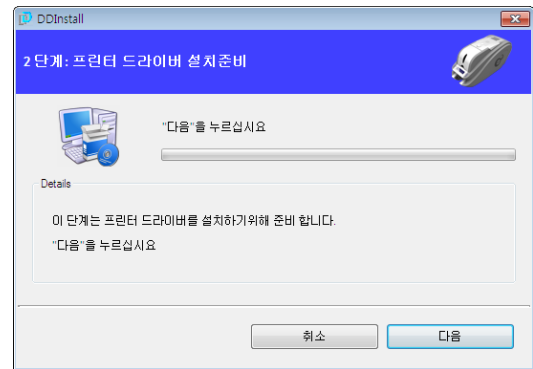 DDInstall
2 단계: 프린터 드라이버 설치준비
"다음"을 누르십시요
Details
이 단계는 프린터 드라이버를 설치하기위해 준비 합니다.
"다음"을 누르십시요
취소
다음